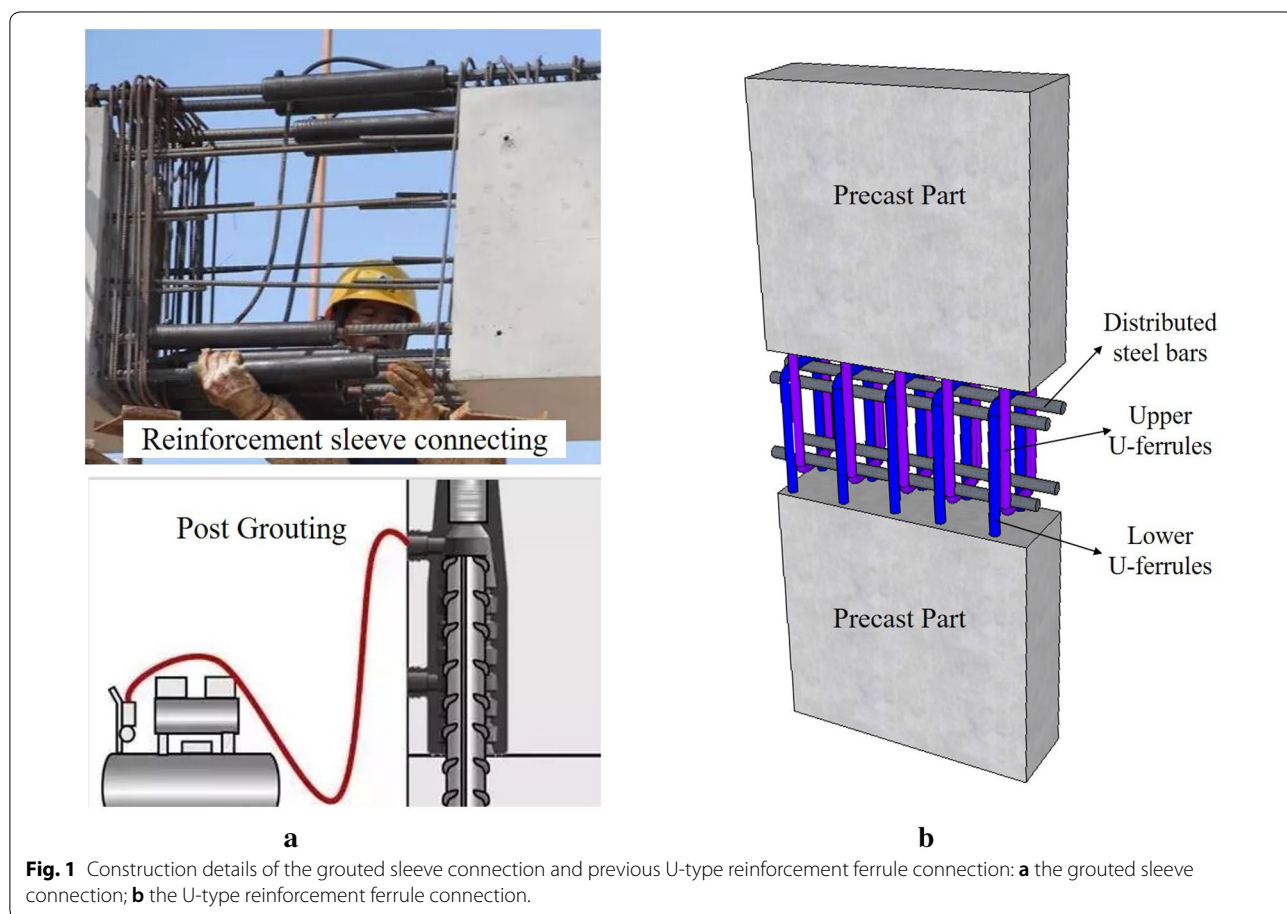 Reinforcement sleeve connecting
Post Grouting
a
Precast Part
Distributed
steel bars
Upper
U-ferrules
Lower
U-ferrules
Precast Part
b
Fig. 1 Construction details of the grouted sleeve connection and previous U-type reinforcement ferrule connection: a the grouted sleeve
connection; b the U-type reinforcement ferrule connection.